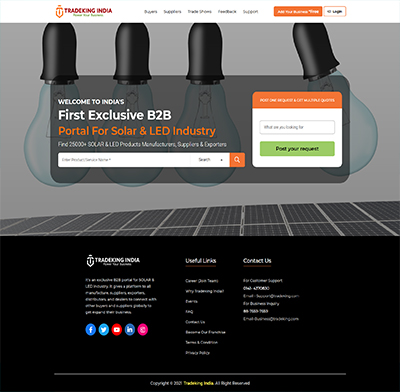 TRADEKING INDIA
Power Your Business
Buyers Suppliers Trade Shows Feedback Support
Add Your Business *Free
Login
WELCOME TO INDIA'S
First Exclusive B2B
Portal For Solar & LED Industry
Find 25000+ SOLAR & LED Products Manufacturers, Suppliers & Exporters
Enter Product/Service Name *
Search
POST ONE REQUEST & GET MULTIPLE QUOTES
What are you looking for
Post your request
TRADEKING INDIA
Power Your Business
It's an exclusive B2B portal for SOLAR &
LED industry. It gives a platform to all
manufacture, suppliers, exporters,
distributors, and dealers to connect with
other buyers and suppliers globally to
get expand their business.
Useful Links
Career (Join Team)
Why Tradeking India?
Events
FAQ
Contact Us
Become Our Franchise
Terms & Condition
Privacy Policy
Contact Us
For Customer Support
0141-4270830
Email - Support@tradeking.com
For Business Inquiry
Email-Business@tradeking.com
Copyright © 2021 Tradeking India. All Right Reserved